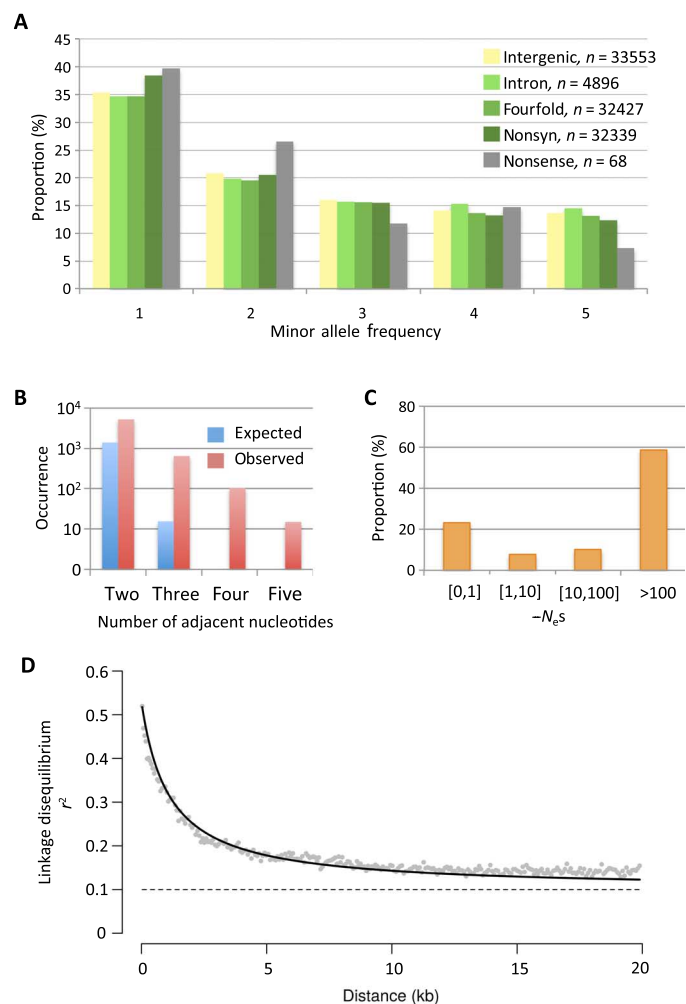 A
45
40
35
30
25
20
15
10
5
0
Proportion (%)
Intergenic, n = 33553
Intron, n = 4896
Fourfold, n = 32427
Nonsyn, n = 32339
Nonsense, n = 68
1 2 3 4 5
Minor allele frequency
B
10⁴
10³
10²
10
0
Occurrence
Expected
Observed
Two Three Four Five
Number of adjacent nucleotides
C
80
60
40
20
0
Proportion (%)
[0,1] [1,10] [10,100] >100
–Nₑs
D
0.6
0.5
0.4
0.3
0.2
0.1
0
Linkage disequilibrium
r²
0 5 10 15 20
Distance (kb)